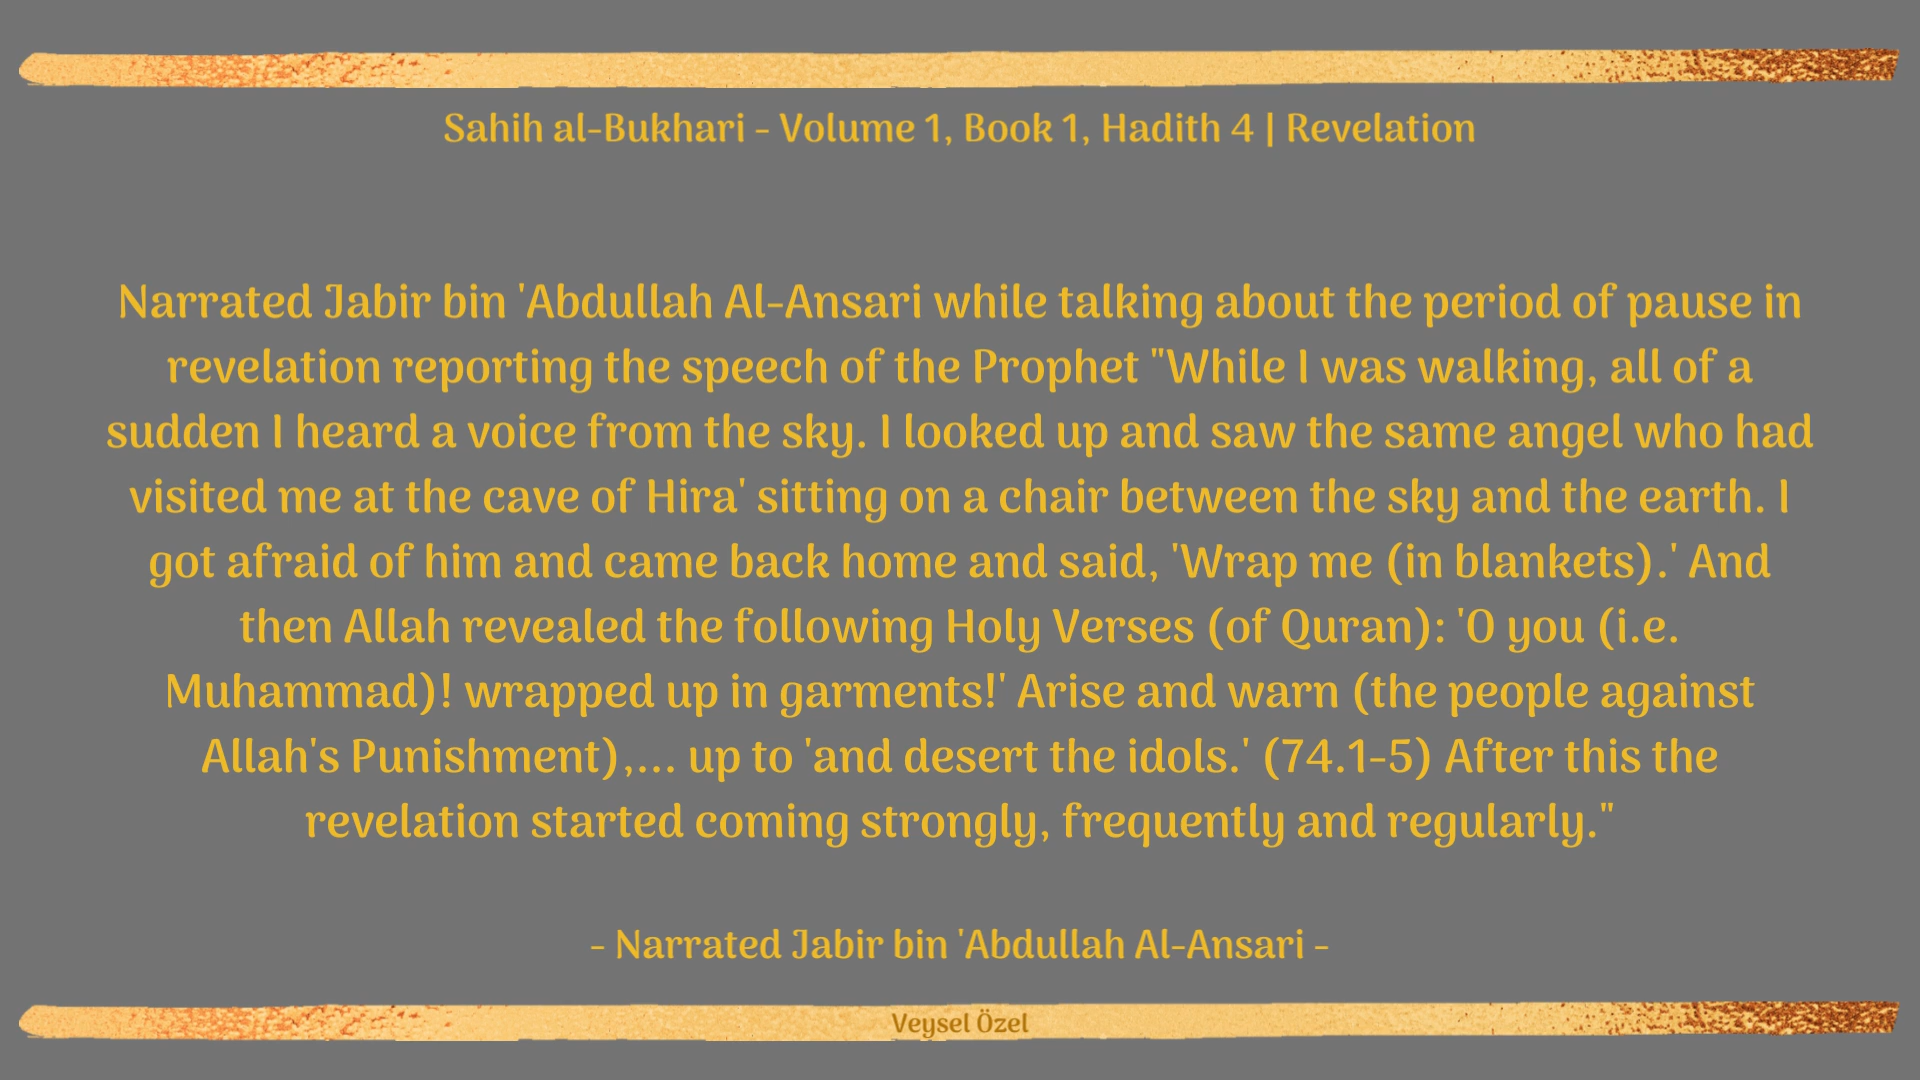 Sahih al-Bukhari - Volume 1, Book 1, Hadith 4 | Revelation
Narrated Jabir bin 'Abdullah Al-Ansari while talking about the period of pause in
revelation reporting the speech of the Prophet "While I was walking, all of a
sudden I heard a voice from the sky. I looked up and saw the same angel who had
visited me at the cave of Hira' sitting on a chair between the sky and the earth. I
got afraid of him and came back home and said, 'Wrap me (in blankets).' And
then Allah revealed the following Holy Verses (of Quran): 'O you (i.e.
Muhammad)! wrapped up in garments!' Arise and warn (the people against
Allah's Punishment),... up to 'and desert the idols.' (74.1-5) After this the
revelation started coming strongly, frequently and regularly."
- Narrated Jabir bin 'Abdullah Al-Ansari -
Veysel Özel